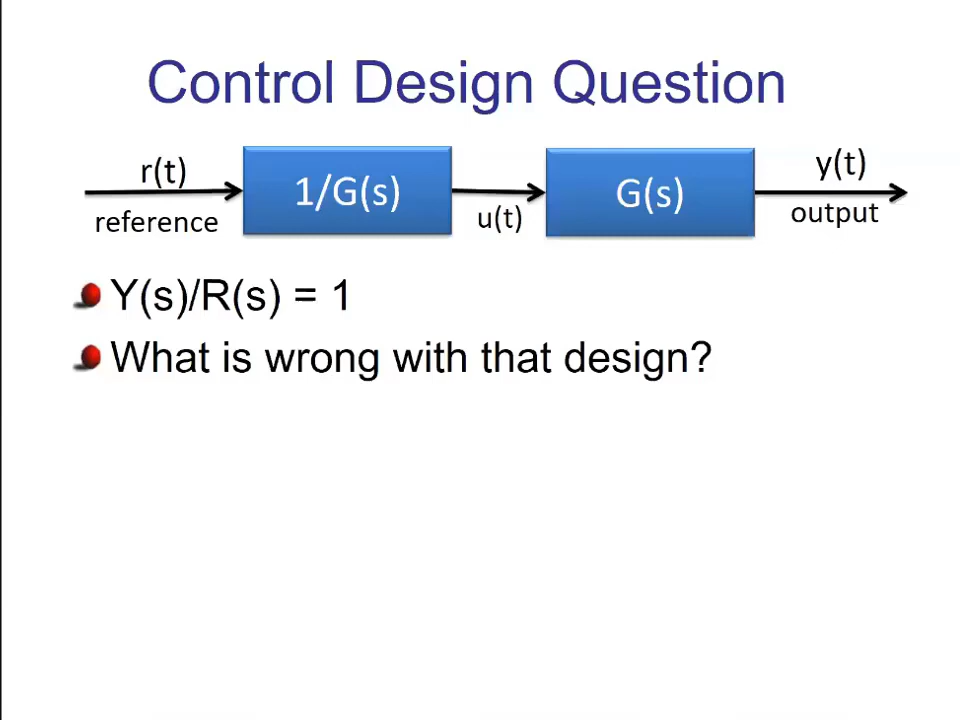 Control Design Question
r(t)
reference
1/G(s)
u(t)
G(s)
y(t)
output
Y(s)/R(s) = 1
What is wrong with that design?